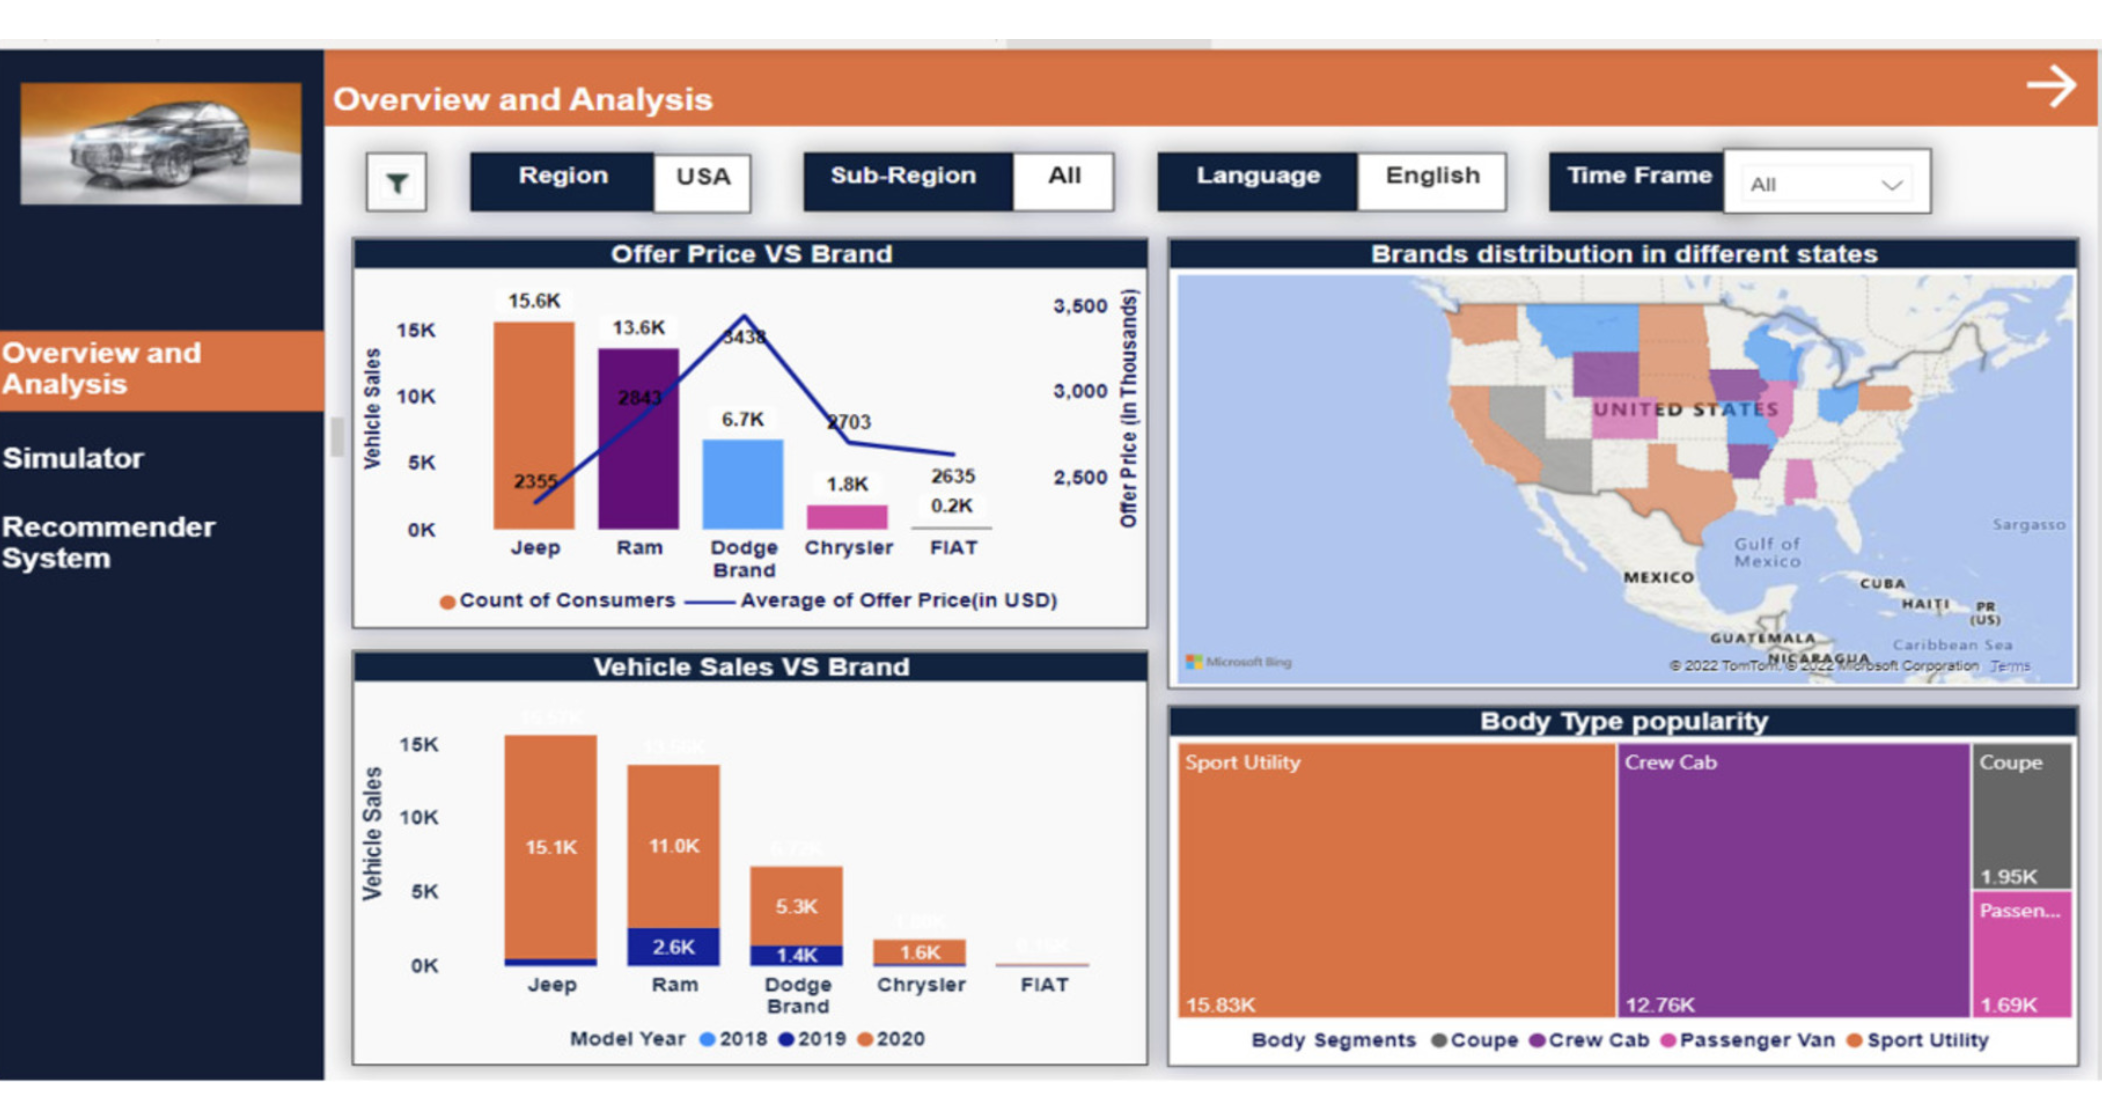 Overview and Analysis
Overview and
Analysis
Simulator
Recommender
System
Region
USA
Sub-Region
All
Language
English
Time Frame
All
Offer Price VS Brand
Vehicle Sales
15K
10K
5K
0K
15.6K
13.6K
6.7K
1.8K
0.2K
2355
2843
3438
2703
2635
3,500
3,000
2,500
Offer Price (in Thousands)
Jeep
Ram
Dodge
Brand
Chrysler
FIAT
Count of Consumers
Average of Offer Price(in USD)
Brands distribution in different states
UNITED STATES
Sargasso
Gulf of
Mexico
MEXICO
CUBA
HAITI
PR
(US)
GUATEMALA
Caribbean Sea
NICARAGUA
Microsoft Bing
© 2022 TomTom, © 2022 Microsoft Corporation Terms
Vehicle Sales VS Brand
Vehicle Sales
15K
10K
5K
0K
13.56K
15.1K
11.0K
2.6K
5.3K
1.4K
1.6K
Jeep
Ram
Dodge
Brand
Chrysler
FIAT
Model Year
2018
2019
2020
Body Type popularity
Sport Utility
15.83K
Crew Cab
12.76K
Coupe
1.95K
Passen...
1.69K
Body Segments
Coupe
Crew Cab
Passenger Van
Sport Utility